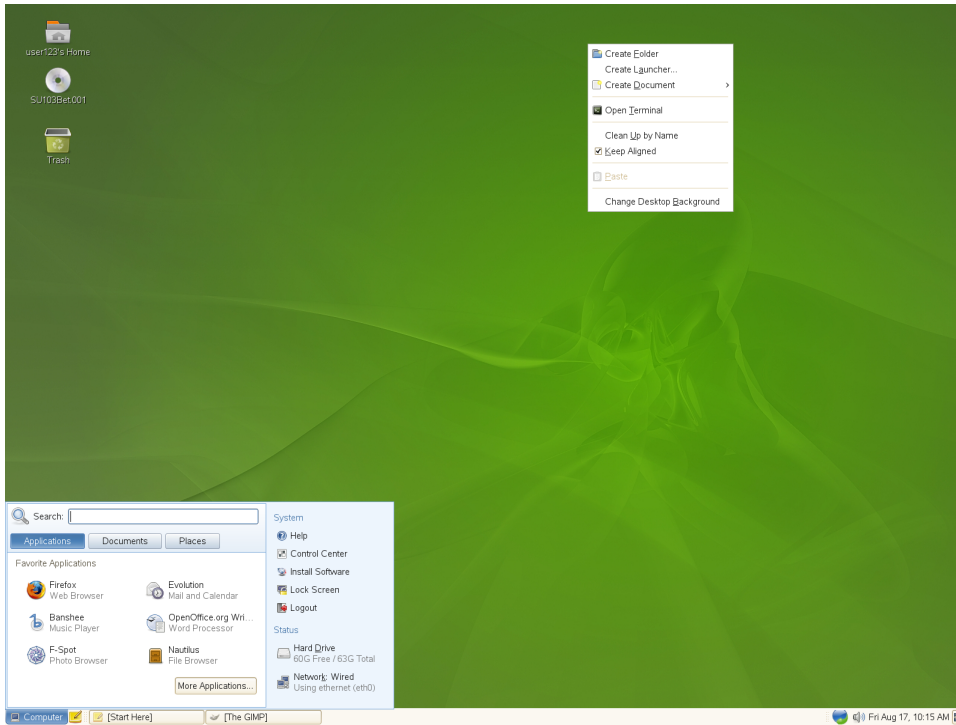 user123's Home
SU103Bet.001
Trash
Create Folder
Create Launcher...
Create Document
Open Terminal
Clean Up by Name
Keep Aligned
Paste
Change Desktop Background
Search:
Applications Documents Places
Favorite Applications
Firefox
Web Browser
Evolution
Mail and Calendar
Banshee
Music Player
OpenOffice.org Wri...
Word Processor
F-Spot
Photo Browser
Nautilus
File Browser
More Applications...
System
Help
Control Center
Install Software
Lock Screen
Logout
Status
Hard Drive
60G Free / 63G Total
Network: Wired
Using ethernet (eth0)
Computer [Start Here] [The GIMP] Fri Aug 17, 10:15 AM